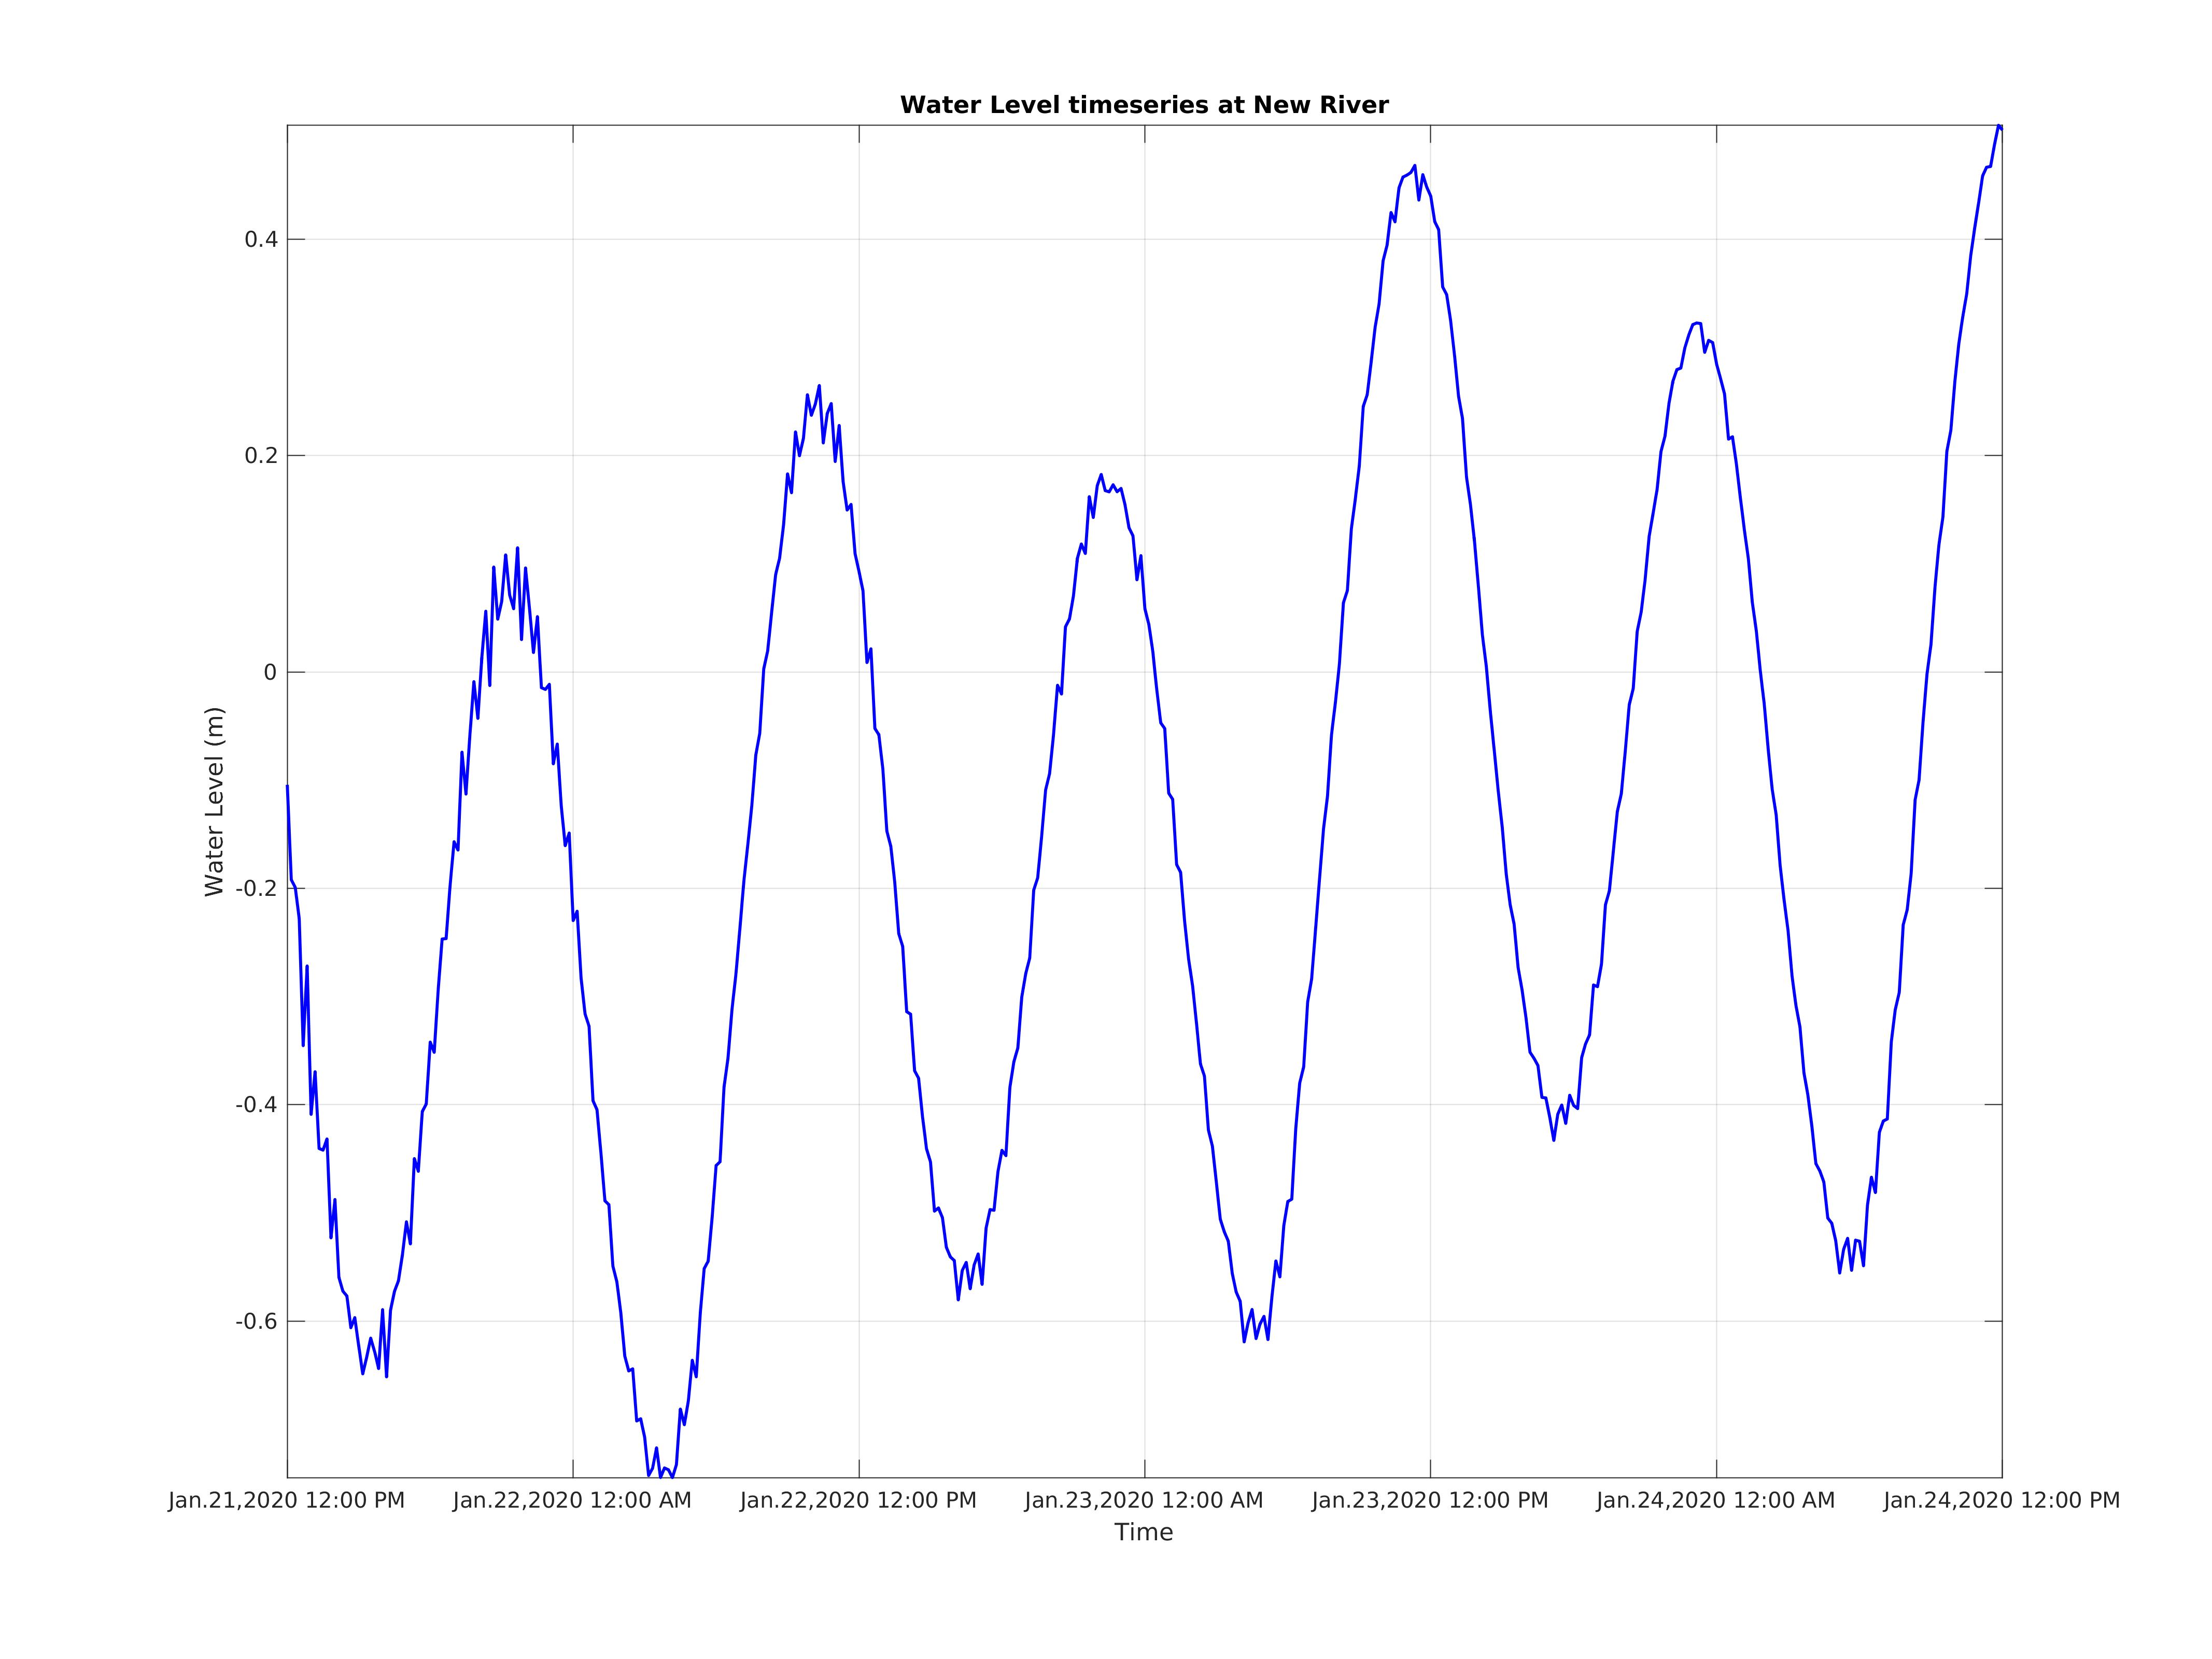 Water Level timeseries at New River
0.4
0.2
0
-0.2
-0.4
-0.6
Water Level (m)
Jan.21,2020 12:00 PM Jan.22,2020 12:00 AM Jan.22,2020 12:00 PM Jan.23,2020 12:00 AM Jan.23,2020 12:00 PM Jan.24,2020 12:00 AM Jan.24,2020 12:00 PM
Time